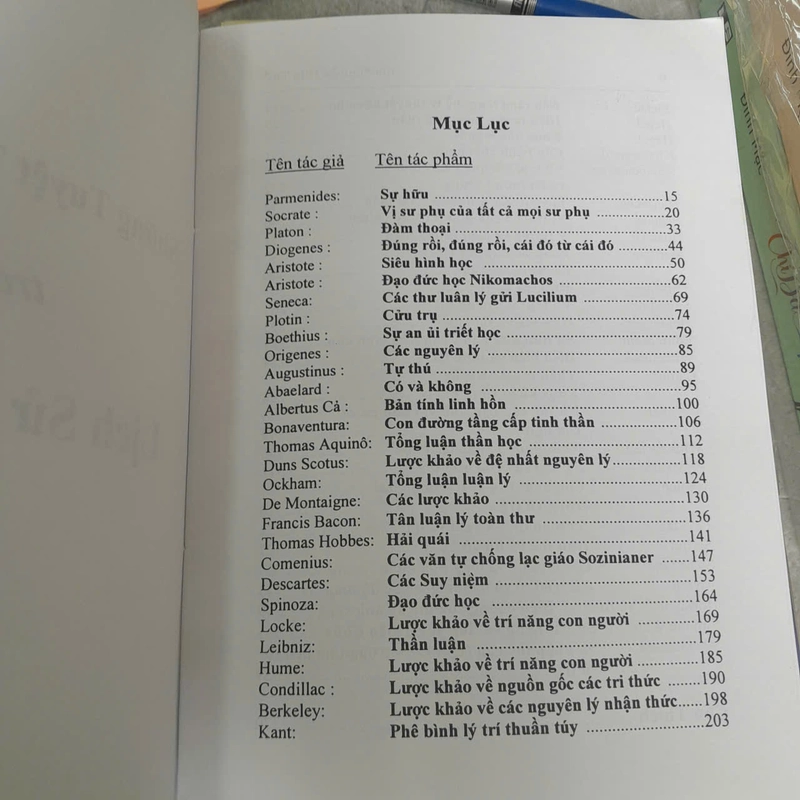 Mục Lục
Tên tác giả Tên tác phẩm
Parmenides: Sự hữu ........15
Socrate : Vị sư phụ của tất cả mọi sư phụ ........20
Platon : Đàm thoại ........33
Diogenes : Đúng rồi, đúng rồi, cái đó từ cái đó ........44
Aristote : Siêu hình học ........50
Aristote : Đạo đức học Nikomachos ........62
Seneca: Các thư luân lý gửi Lucilium ........69
Plotin : Cửu trụ ........74
Boethius : Sự an ủi triết học ........79
Origenes : Các nguyên lý ........85
Augustinus : Tự thú ........89
Abaelard : Có và không ........95
Albertus Cả : Bản tính linh hồn ........100
Bonaventura: Con đường tầng cấp tinh thần ........106
Thomas Aquinô: Tổng luận thần học ........112
Duns Scotus: Lược khảo về đệ nhất nguyên lý ........118
Ockham: Tổng luận luận lý ........124
De Montaigne: Các lược khảo ........130
Francis Bacon: Tân luận lý toàn thư ........136
Thomas Hobbes: Hải quái ........141
Comenius: Các văn tự chống lạc giáo Sozinianer ........147
Descartes: Các Suy niệm ........153
Spinoza: Đạo đức học ........164
Locke: Lược khảo về trí năng con người ........169
Leibniz: Thần luận ........179
Hume: Lược khảo về trí năng con người ........185
Condillac : Lược khảo về nguồn gốc các tri thức ........190
Berkeley: Lược khảo về các nguyên lý nhận thức ........198
Kant: Phê bình lý trí thuần túy ........203